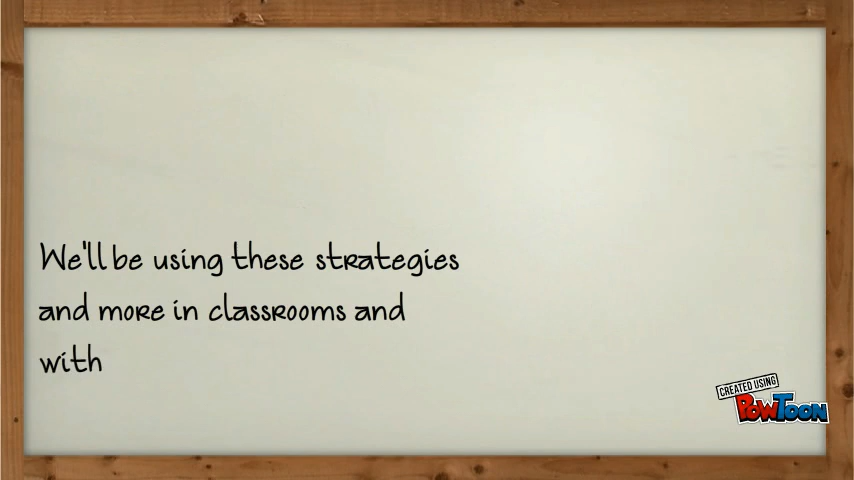 We'll be using these strategies
and more in classrooms and
with
CREATED USING
POWTOON